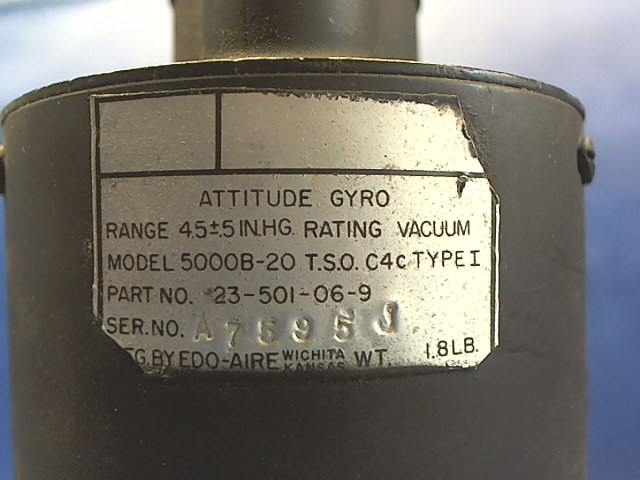 ATTITUDE GYRO
RANGE 4.5±.5 IN.HG. RATING VACUUM
MODEL 5000B-20 T.S.O. C4c TYPE I
PART NO. 23-501-06-9
SER.NO. A75953J
BY EDO-AIRE WICHITA KANSAS WT. 1.8LB.